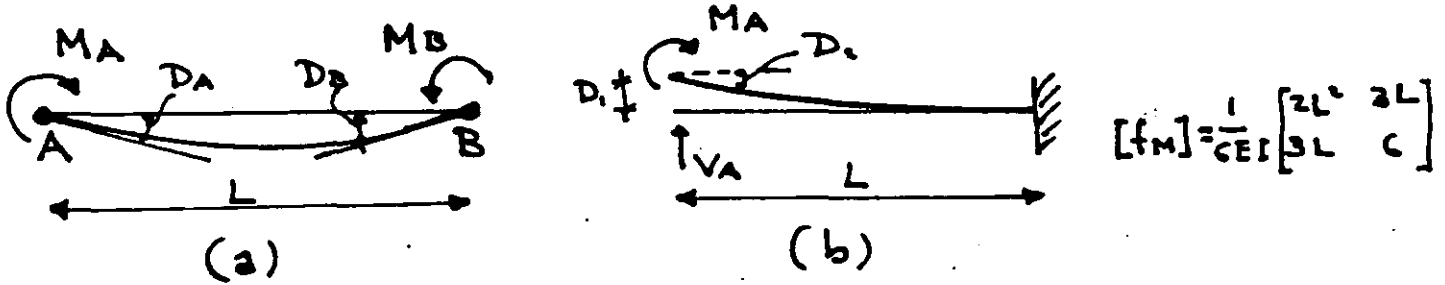 MA MB
DA DB
A B
L
(a)
MA
D₂
D₁
VA
L
(b)
[fM] = 1/6EI [2L² 3L
3L 6]